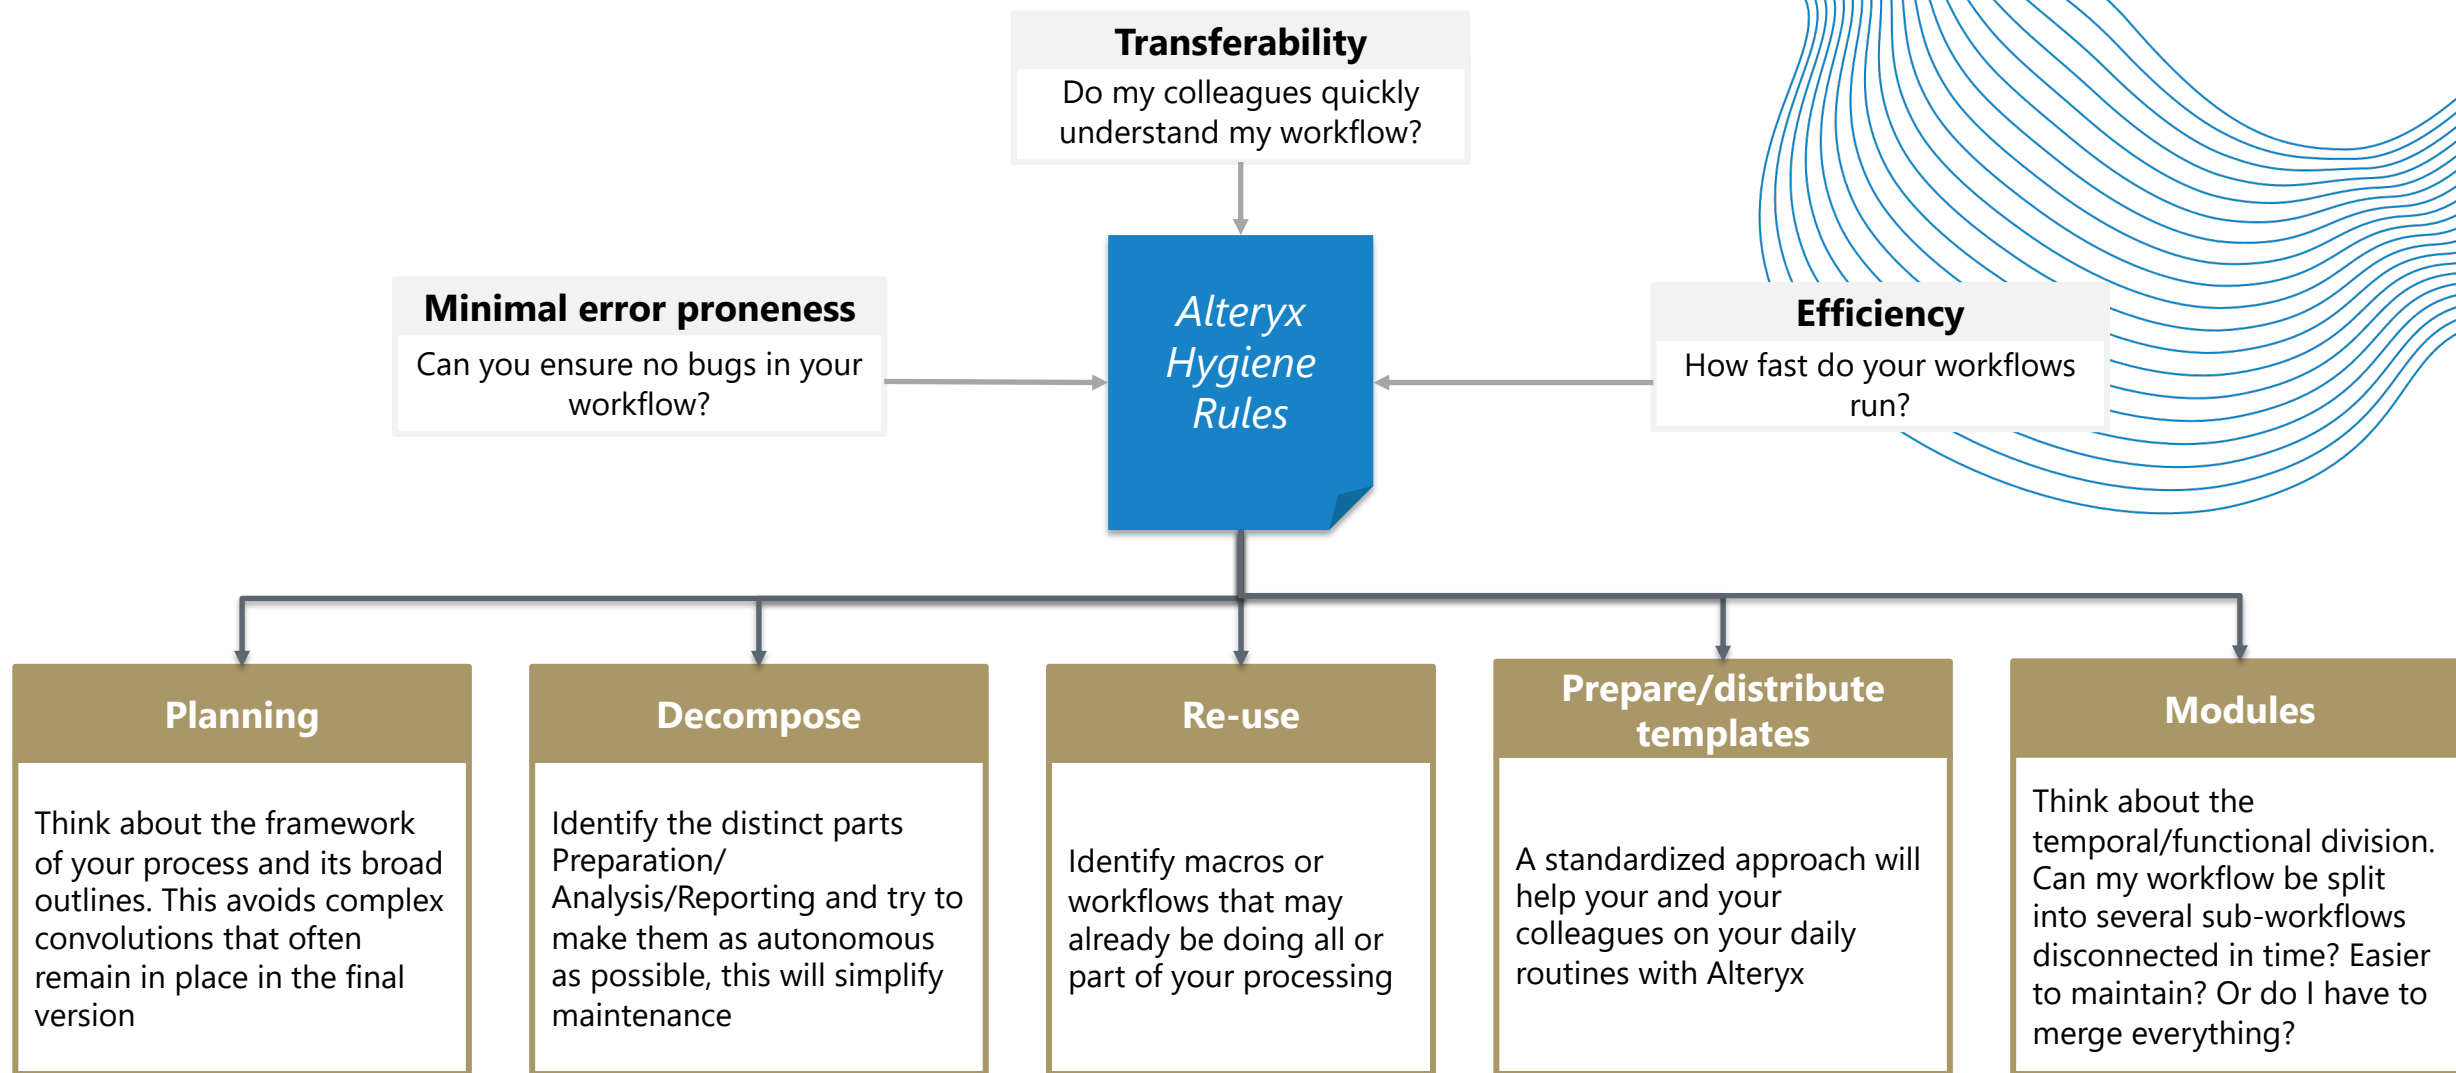 Transferability
Do my colleagues quickly
understand my workflow?
Minimal error proneness
Can you ensure no bugs in your
workflow?
Alteryx
Hygiene
Rules
Efficiency
How fast do your workflows
run?
Planning
Think about the framework
of your process and its broad
outlines. This avoids complex
convolutions that often
remain in place in the final
version
Decompose
Identify the distinct parts
Preparation/
Analysis/Reporting and try to
make them as autonomous
as possible, this will simplify
maintenance
Re-use
Identify macros or
workflows that may
already be doing all or
part of your processing
Prepare/distribute
templates
A standardized approach will
help your and your
colleagues on your daily
routines with Alteryx
Modules
Think about the
temporal/functional division.
Can my workflow be split
into several sub-workflows
disconnected in time? Easier
to maintain? Or do I have to
merge everything?